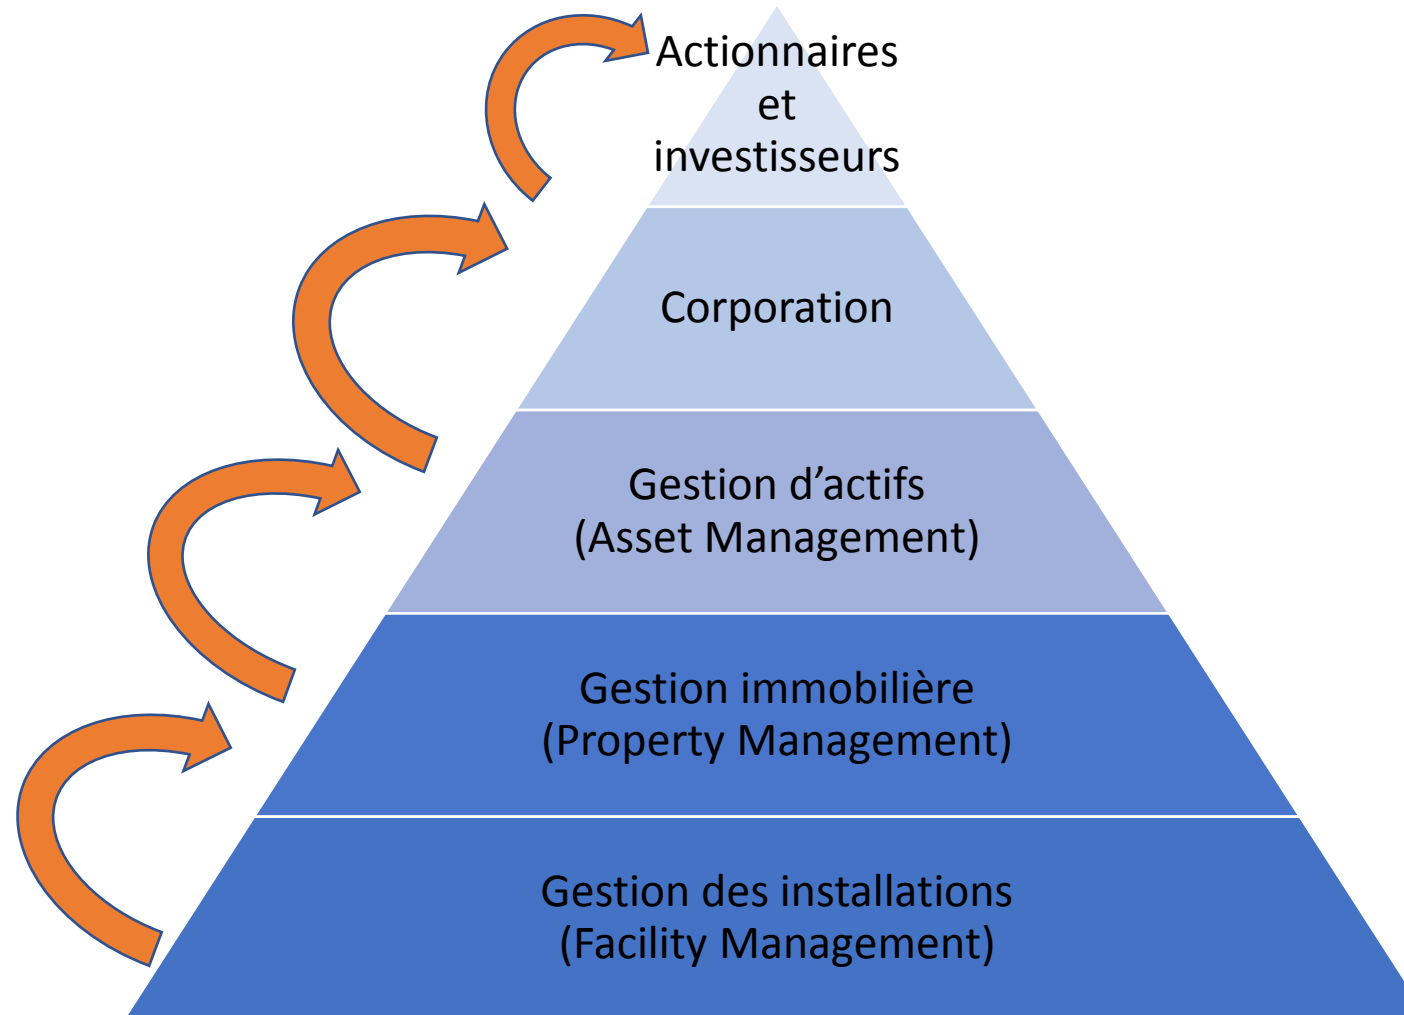 Actionnaires
et
investisseurs
Corporation
Gestion d’actifs
(Asset Management)
Gestion immobilière
(Property Management)
Gestion des installations
(Facility Management)